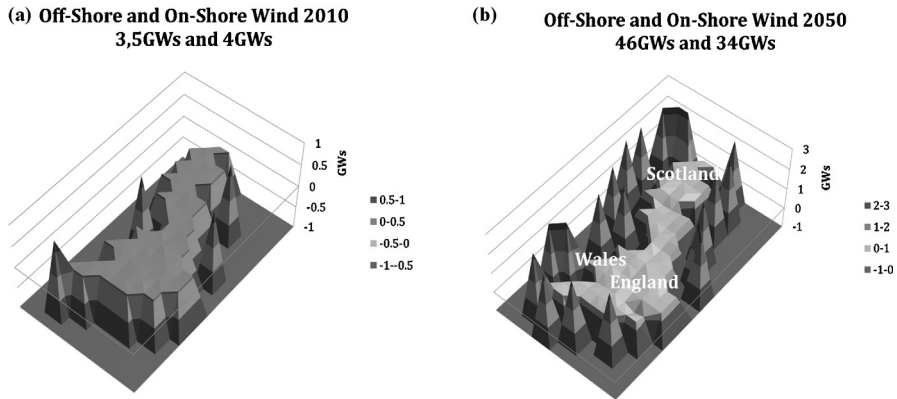 (a) Off-Shore and On-Shore Wind 2010
3,5GWs and 4GWs
1
0.5
0
-0.5
-1
GWs
0.5-1
0-0.5
-0.5-0
-1--0.5
(b) Off-Shore and On-Shore Wind 2050
46GWs and 34GWs
Scotland
Wales
England
3
2
1
0
-1
GWs
2-3
1-2
0-1
-1-0